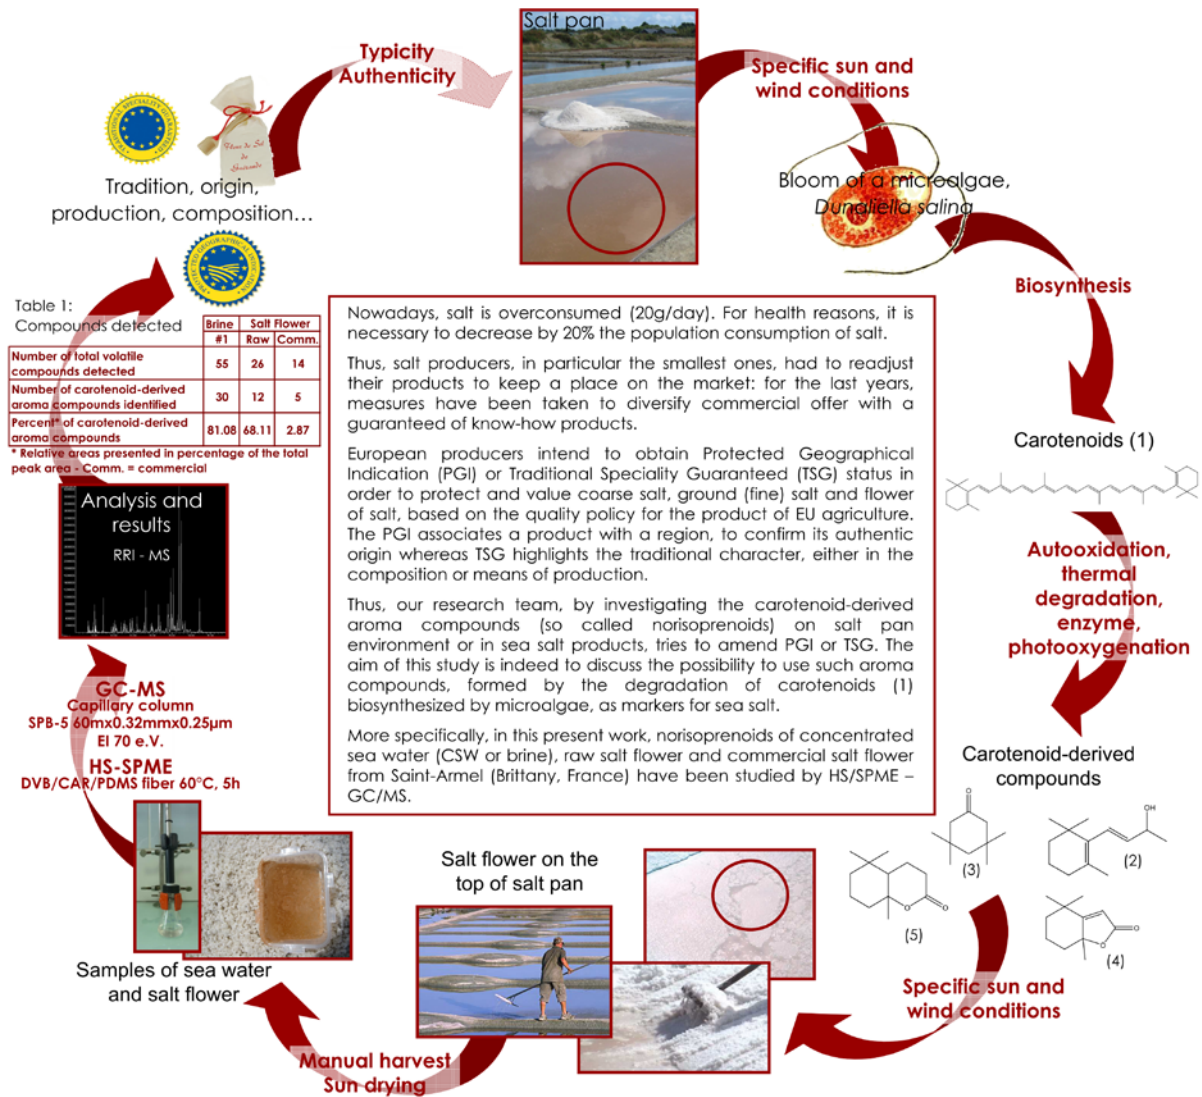 Salt pan
Typicity
Authenticity
Specific sun and
wind conditions
TRADITIONAL SPECIALITY GUARANTEED
Fleur de Sel
de
Guérande
Tradition, origin,
production, composition...
Bloom of a microalgae,
Dunaliella salina
PROTECTED GEOGRAPHICAL INDICATION
Biosynthesis
Table 1:
Compounds detected
Brine Salt Flower
#1 Raw Comm.
Number of total volatile
compounds detected
55 26 14
Number of carotenoid-derived
aroma compounds identified
30 12 5
Percent* of carotenoid-derived
aroma compounds
81.08 68.11 2.87
* Relative areas presented in percentage of the total
peak area - Comm. = commercial
Nowadays, salt is overconsumed (20g/day). For health reasons, it is
necessary to decrease by 20% the population consumption of salt.
Thus, salt producers, in particular the smallest ones, had to readjust
their products to keep a place on the market: for the last years,
measures have been taken to diversify commercial offer with a
guaranteed of know-how products.
European producers intend to obtain Protected Geographical
Indication (PGI) or Traditional Speciality Guaranteed (TSG) status in
order to protect and value coarse salt, ground (fine) salt and flower
of salt, based on the quality policy for the product of EU agriculture.
The PGI associates a product with a region, to confirm its authentic
origin whereas TSG highlights the traditional character, either in the
composition or means of production.
Thus, our research team, by investigating the carotenoid-derived
aroma compounds (so called norisoprenoids) on salt pan
environment or in sea salt products, tries to amend PGI or TSG. The
aim of this study is indeed to discuss the possibility to use such aroma
compounds, formed by the degradation of carotenoids (1)
biosynthesized by microalgae, as markers for sea salt.
More specifically, in this present work, norisoprenoids of concentrated
sea water (CSW or brine), raw salt flower and commercial salt flower
from Saint-Armel (Brittany, France) have been studied by HS/SPME –
GC/MS.
Carotenoids (1)
Autooxidation,
thermal
degradation,
enzyme,
photooxygenation
Analysis and
results
RRI - MS
GC-MS
Capillary column
SPB-5 60mx0.32mmx0.25µm
EI 70 e.V.
HS-SPME
DVB/CAR/PDMS fiber 60°C, 5h
Carotenoid-derived
compounds
O
(3)
OH
(2)
O
O
(5)
O
O
(4)
Salt flower on the
top of salt pan
Samples of sea water
and salt flower
Specific sun and
wind conditions
Manual harvest
Sun drying